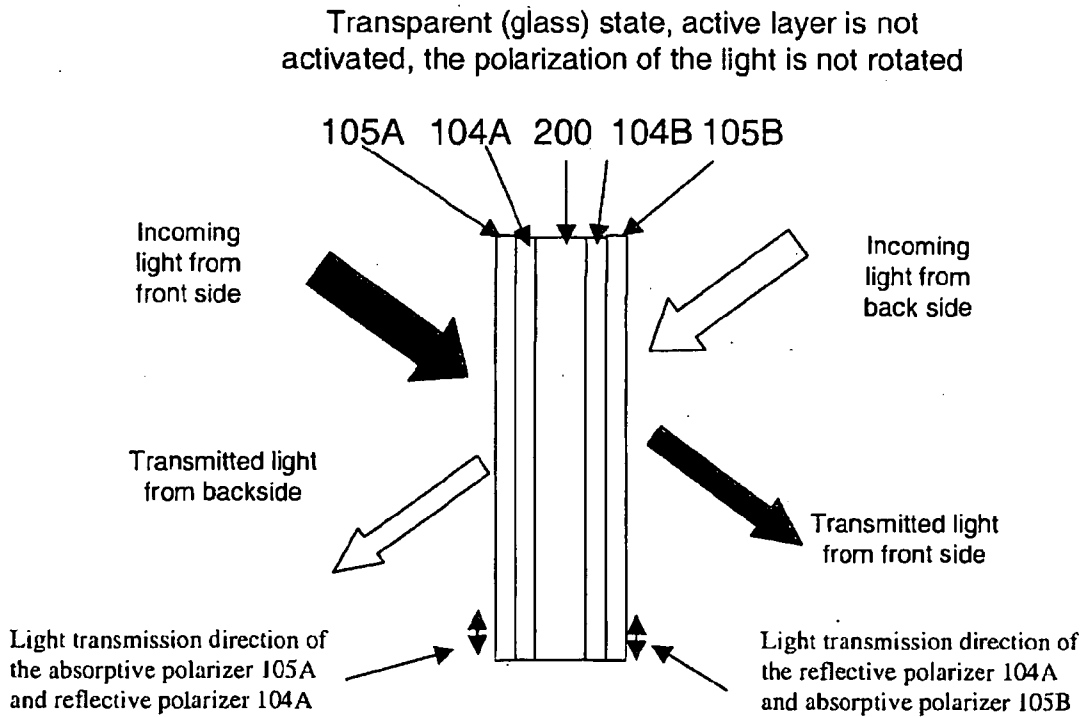 Transparent (glass) state, active layer is not
activated, the polarization of the light is not rotated
105A 104A 200 104B 105B
Incoming
light from
front side
Incoming
light from
back side
Transmitted light
from backside
Transmitted light
from front side
Light transmission direction of
the absorptive polarizer 105A
and reflective polarizer 104A
Light transmission direction of
the reflective polarizer 104A
and absorptive polarizer 105B